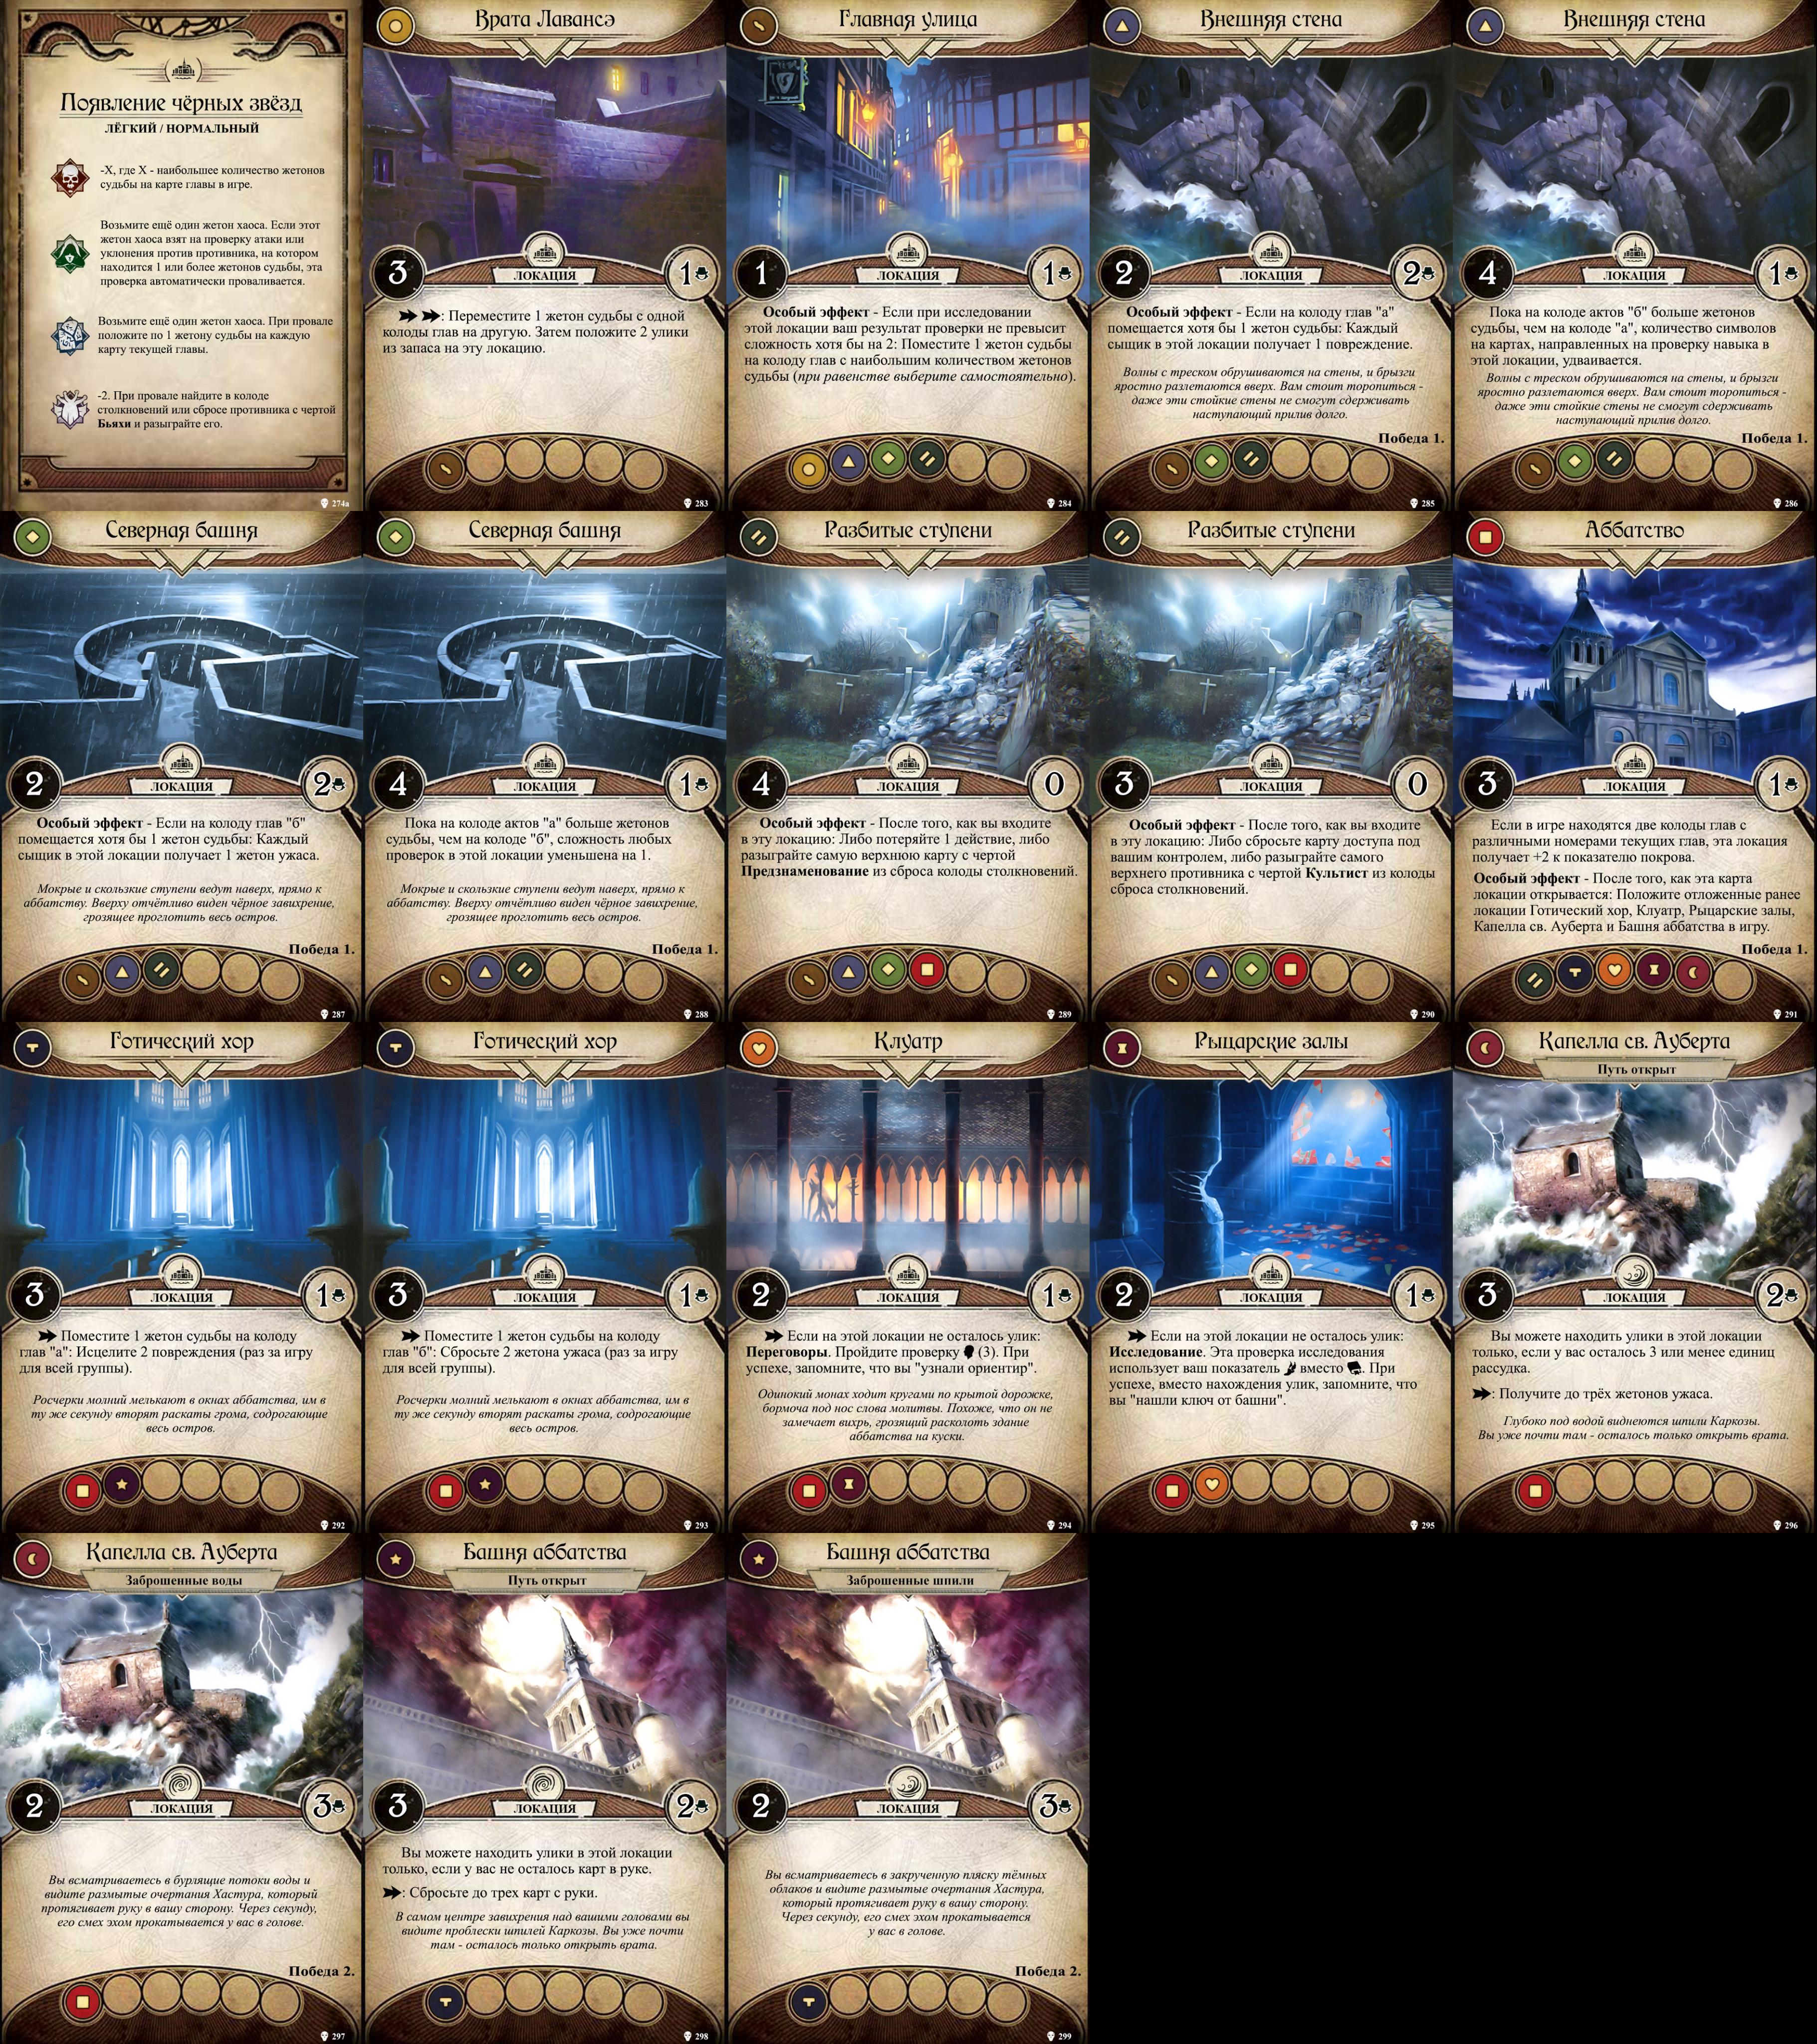 Появление чёрных звёзд
ЛЁГКИЙ / НОРМАЛЬНЫЙ
-X, где X - наибольшее количество жетонов
судьбы на карте главы в игре.
Возьмите ещё один жетон хаоса. Если этот
жетон хаоса взят на проверку атаки или
уклонения против противника, на котором
находится 1 или более жетонов судьбы, эта
проверка автоматически проваливается.
Возьмите ещё один жетон хаоса. При провале
положите по 1 жетону судьбы на каждую
карту текущей главы.
-2. При провале найдите в колоде
столкновений или сбросе противника с чертой
Бьяхи и разыграйте его.
274a
Врата Лавансэ
3
ЛОКАЦИЯ
1
: Переместите 1 жетон судьбы с одной
колоды глав на другую. Затем положите 2 улики
из запаса на эту локацию.
283
Главная улица
1
ЛОКАЦИЯ
1
Особый эффект - Если при исследовании
этой локации ваш результат проверки не превысит
сложность хотя бы на 2: Поместите 1 жетон судьбы
на колоду глав с наибольшим количеством жетонов
судьбы (при равенстве выберите самостоятельно).
284
Внешняя стена
2
ЛОКАЦИЯ
2
Особый эффект - Если на колоду глав "а"
помещается хотя бы 1 жетон судьбы: Каждый
сыщик в этой локации получает 1 повреждение.
Волны с треском обрушиваются на стены, и брызги
яростно разлетаются вверх. Вам стоит торопиться -
даже эти стойкие стены не смогут сдерживать
наступающий прилив долго.
Победа 1.
285
Внешняя стена
4
ЛОКАЦИЯ
1
Пока на колоде актов "б" больше жетонов
судьбы, чем на колоде "а", количество символов
на картах, направленных на проверку навыка в
этой локации, удваивается.
Волны с треском обрушиваются на стены, и брызги
яростно разлетаются вверх. Вам стоит торопиться -
даже эти стойкие стены не смогут сдерживать
наступающий прилив долго.
Победа 1.
286
Северная башня
2
ЛОКАЦИЯ
2
Особый эффект - Если на колоду глав "б"
помещается хотя бы 1 жетон судьбы: Каждый
сыщик в этой локации получает 1 жетон ужаса.
Мокрые и скользкие ступени ведут наверх, прямо к
аббатству. Вверху отчётливо виден чёрное завихрение,
грозящее проглотить весь остров.
Победа 1.
287
Северная башня
4
ЛОКАЦИЯ
1
Пока на колоде актов "а" больше жетонов
судьбы, чем на колоде "б", сложность любых
проверок в этой локации уменьшена на 1.
Мокрые и скользкие ступени ведут наверх, прямо к
аббатству. Вверху отчётливо виден чёрное завихрение,
грозящее проглотить весь остров.
Победа 1.
288
Разбитые ступени
4
ЛОКАЦИЯ
0
Особый эффект - После того, как вы входите
в эту локацию: Либо потеряйте 1 действие, либо
разыграйте самую верхнюю карту с чертой
Предзнаменование из сброса колоды столкновений.
289
Разбитые ступени
3
ЛОКАЦИЯ
0
Особый эффект - После того, как вы входите
в эту локацию: Либо сбросьте карту доступа под
вашим контролем, либо разыграйте самого
верхнего противника с чертой Культист из колоды
сброса столкновений.
290
Аббатство
3
ЛОКАЦИЯ
1
Если в игре находятся две колоды глав с
различными номерами текущих глав, эта локация
получает +2 к показателю покрова.
Особый эффект - После того, как эта карта
локации открывается: Положите отложенные ранее
локации Готический хор, Клуатр, Рыцарские залы,
Капелла св. Ауберта и Башня аббатства в игру.
Победа 1.
291
Готический хор
3
ЛОКАЦИЯ
1
Поместите 1 жетон судьбы на колоду
глав "а": Исцелите 2 повреждения (раз за игру
для всей группы).
Росчерки молний мелькают в окнах аббатства, им в
ту же секунду вторят раскаты грома, содрогающие
весь остров.
292
Готический хор
3
ЛОКАЦИЯ
1
Поместите 1 жетон судьбы на колоду
глав "б": Сбросьте 2 жетона ужаса (раз за игру
для всей группы).
Росчерки молний мелькают в окнах аббатства, им в
ту же секунду вторят раскаты грома, содрогающие
весь остров.
293
Клуатр
2
ЛОКАЦИЯ
1
Если на этой локации не осталось улик:
Переговоры. Пройдите проверку (3). При
успехе, запомните, что вы "узнали ориентир".
Одинокий монах ходит кругами по крытой дорожке,
бормоча под нос слова молитвы. Похоже, что он не
замечает вихрь, грозящий расколоть здание
аббатства на куски.
294
Рыцарские залы
2
ЛОКАЦИЯ
1
Если на этой локации не осталось улик:
Исследование. Эта проверка исследования
использует ваш показатель вместо . При
успехе, вместо нахождения улик, запомните, что
вы "нашли ключ от башни".
295
Капелла св. Ауберта
Путь открыт
3
ЛОКАЦИЯ
2
Вы можете находить улики в этой локации
только, если у вас осталось 3 или менее единиц
рассудка.
: Получите до трёх жетонов ужаса.
Глубоко под водой виднеются шпили Каркозы.
Вы уже почти там - осталось только открыть врата.
296
Капелла св. Ауберта
Заброшенные воды
2
ЛОКАЦИЯ
3
Вы всматриваетесь в бурлящие потоки воды и
видите размытые очертания Хастура, который
протягивает руку в вашу сторону. Через секунду,
его смех эхом прокатывается у вас в голове.
Победа 2.
297
Башня аббатства
Путь открыт
3
ЛОКАЦИЯ
2
Вы можете находить улики в этой локации
только, если у вас не осталось карт в руке.
: Сбросьте до трех карт с руки.
В самом центре завихрения над вашими головами вы
видите проблески шпилей Каркозы. Вы уже почти
там - осталось только открыть врата.
298
Башня аббатства
Заброшенные шпили
2
ЛОКАЦИЯ
3
Вы всматриваетесь в закрученную пляску тёмных
облаков и видите размытые очертания Хастура,
который протягивает руку в вашу сторону.
Через секунду, его смех эхом прокатывается
у вас в голове.
Победа 2.
299